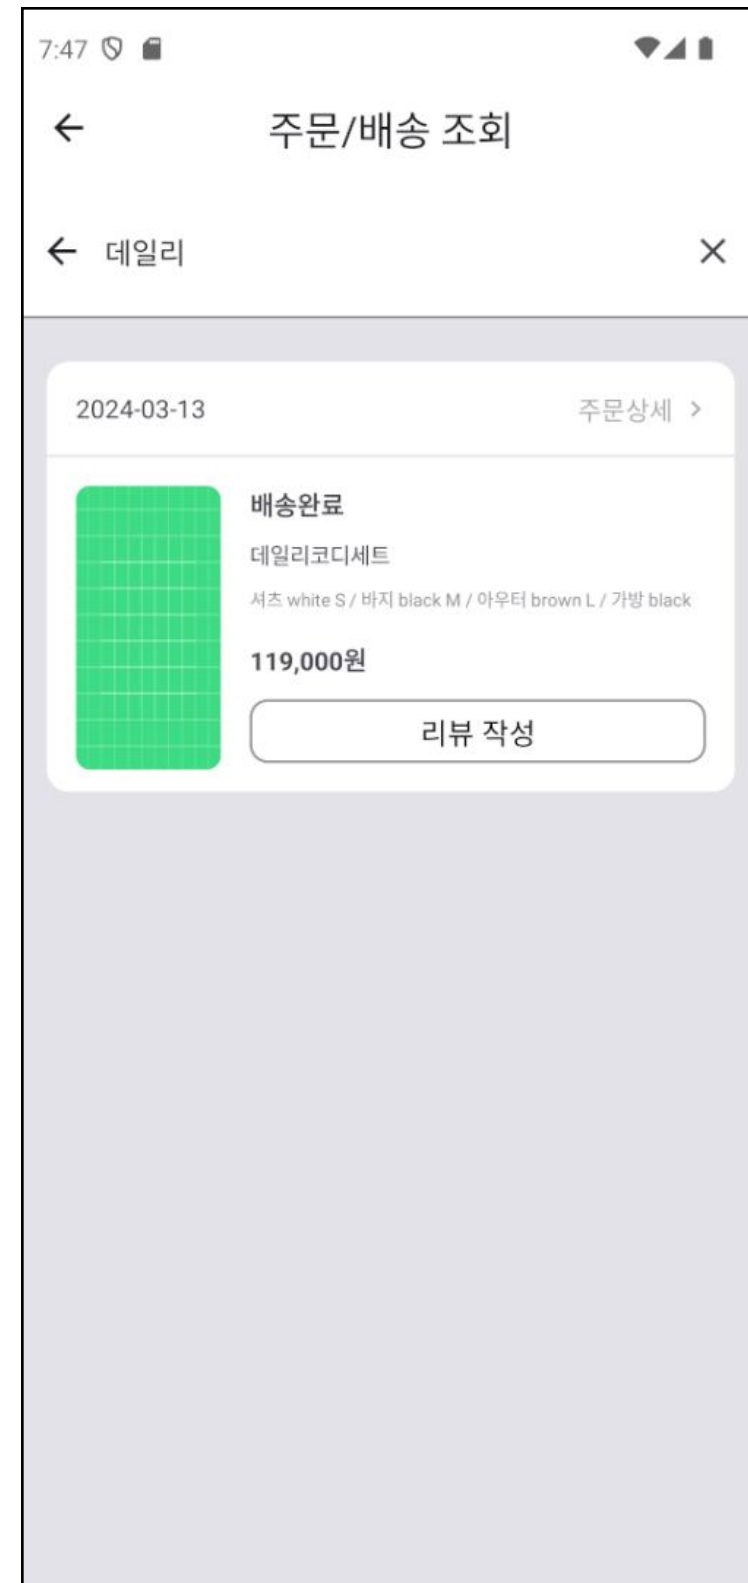 7:47
주문/배송 조회
데일리
2024-03-13
주문상세
배송완료
데일리코디세트
셔츠 white S / 바지 black M / 아우터 brown L / 가방 black
119,000원
리뷰 작성